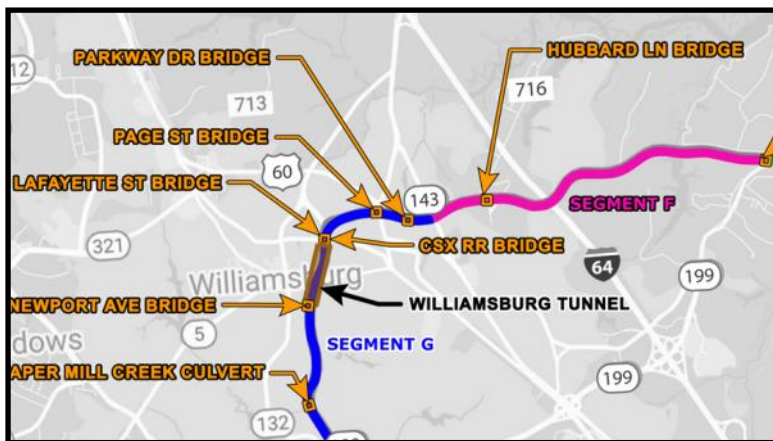 PARKWAY DR BRIDGE
HUBBARD LN BRIDGE
12
713
716
PAGE ST BRIDGE
60
LAFAYETTE ST BRIDGE
143
SEGMENT F
321
CSX RR BRIDGE
64
199
Williamsburg
NEWPORT AVE BRIDGE
WILLIAMSBURG TUNNEL
5
SEGMENT G
dows
APER MILL CREEK CULVERT
199
132